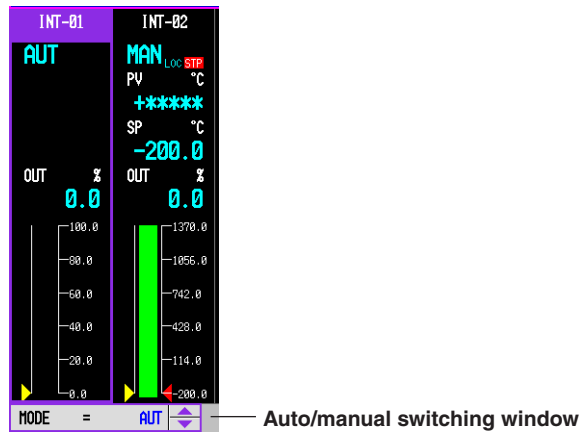 INT-01
AUT
OUT %
0.0
100.0
80.0
60.0
40.0
20.0
0.0
INT-02
MAN LOC STP
PV °C
+*****
SP °C
-200.0
OUT %
0.0
1370.0
1056.0
742.0
428.0
114.0
-200.0
MODE = AUT
Auto/manual switching window